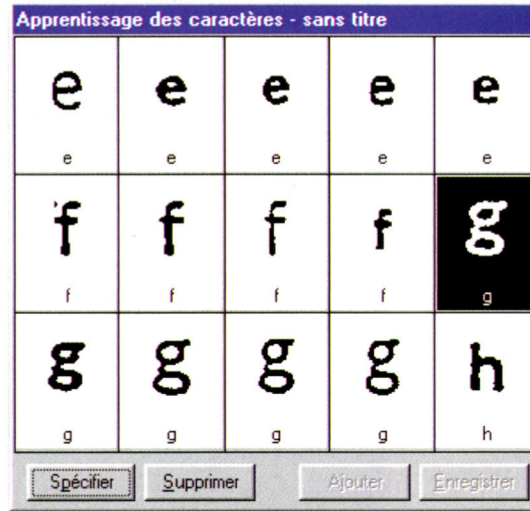 Apprentissage des caractères - sans titre
e e e e e
e e e e e
f f f f g
f f f f g
g g g g h
g g g g h
Spécifier Supprimer Ajouter Enregistrer